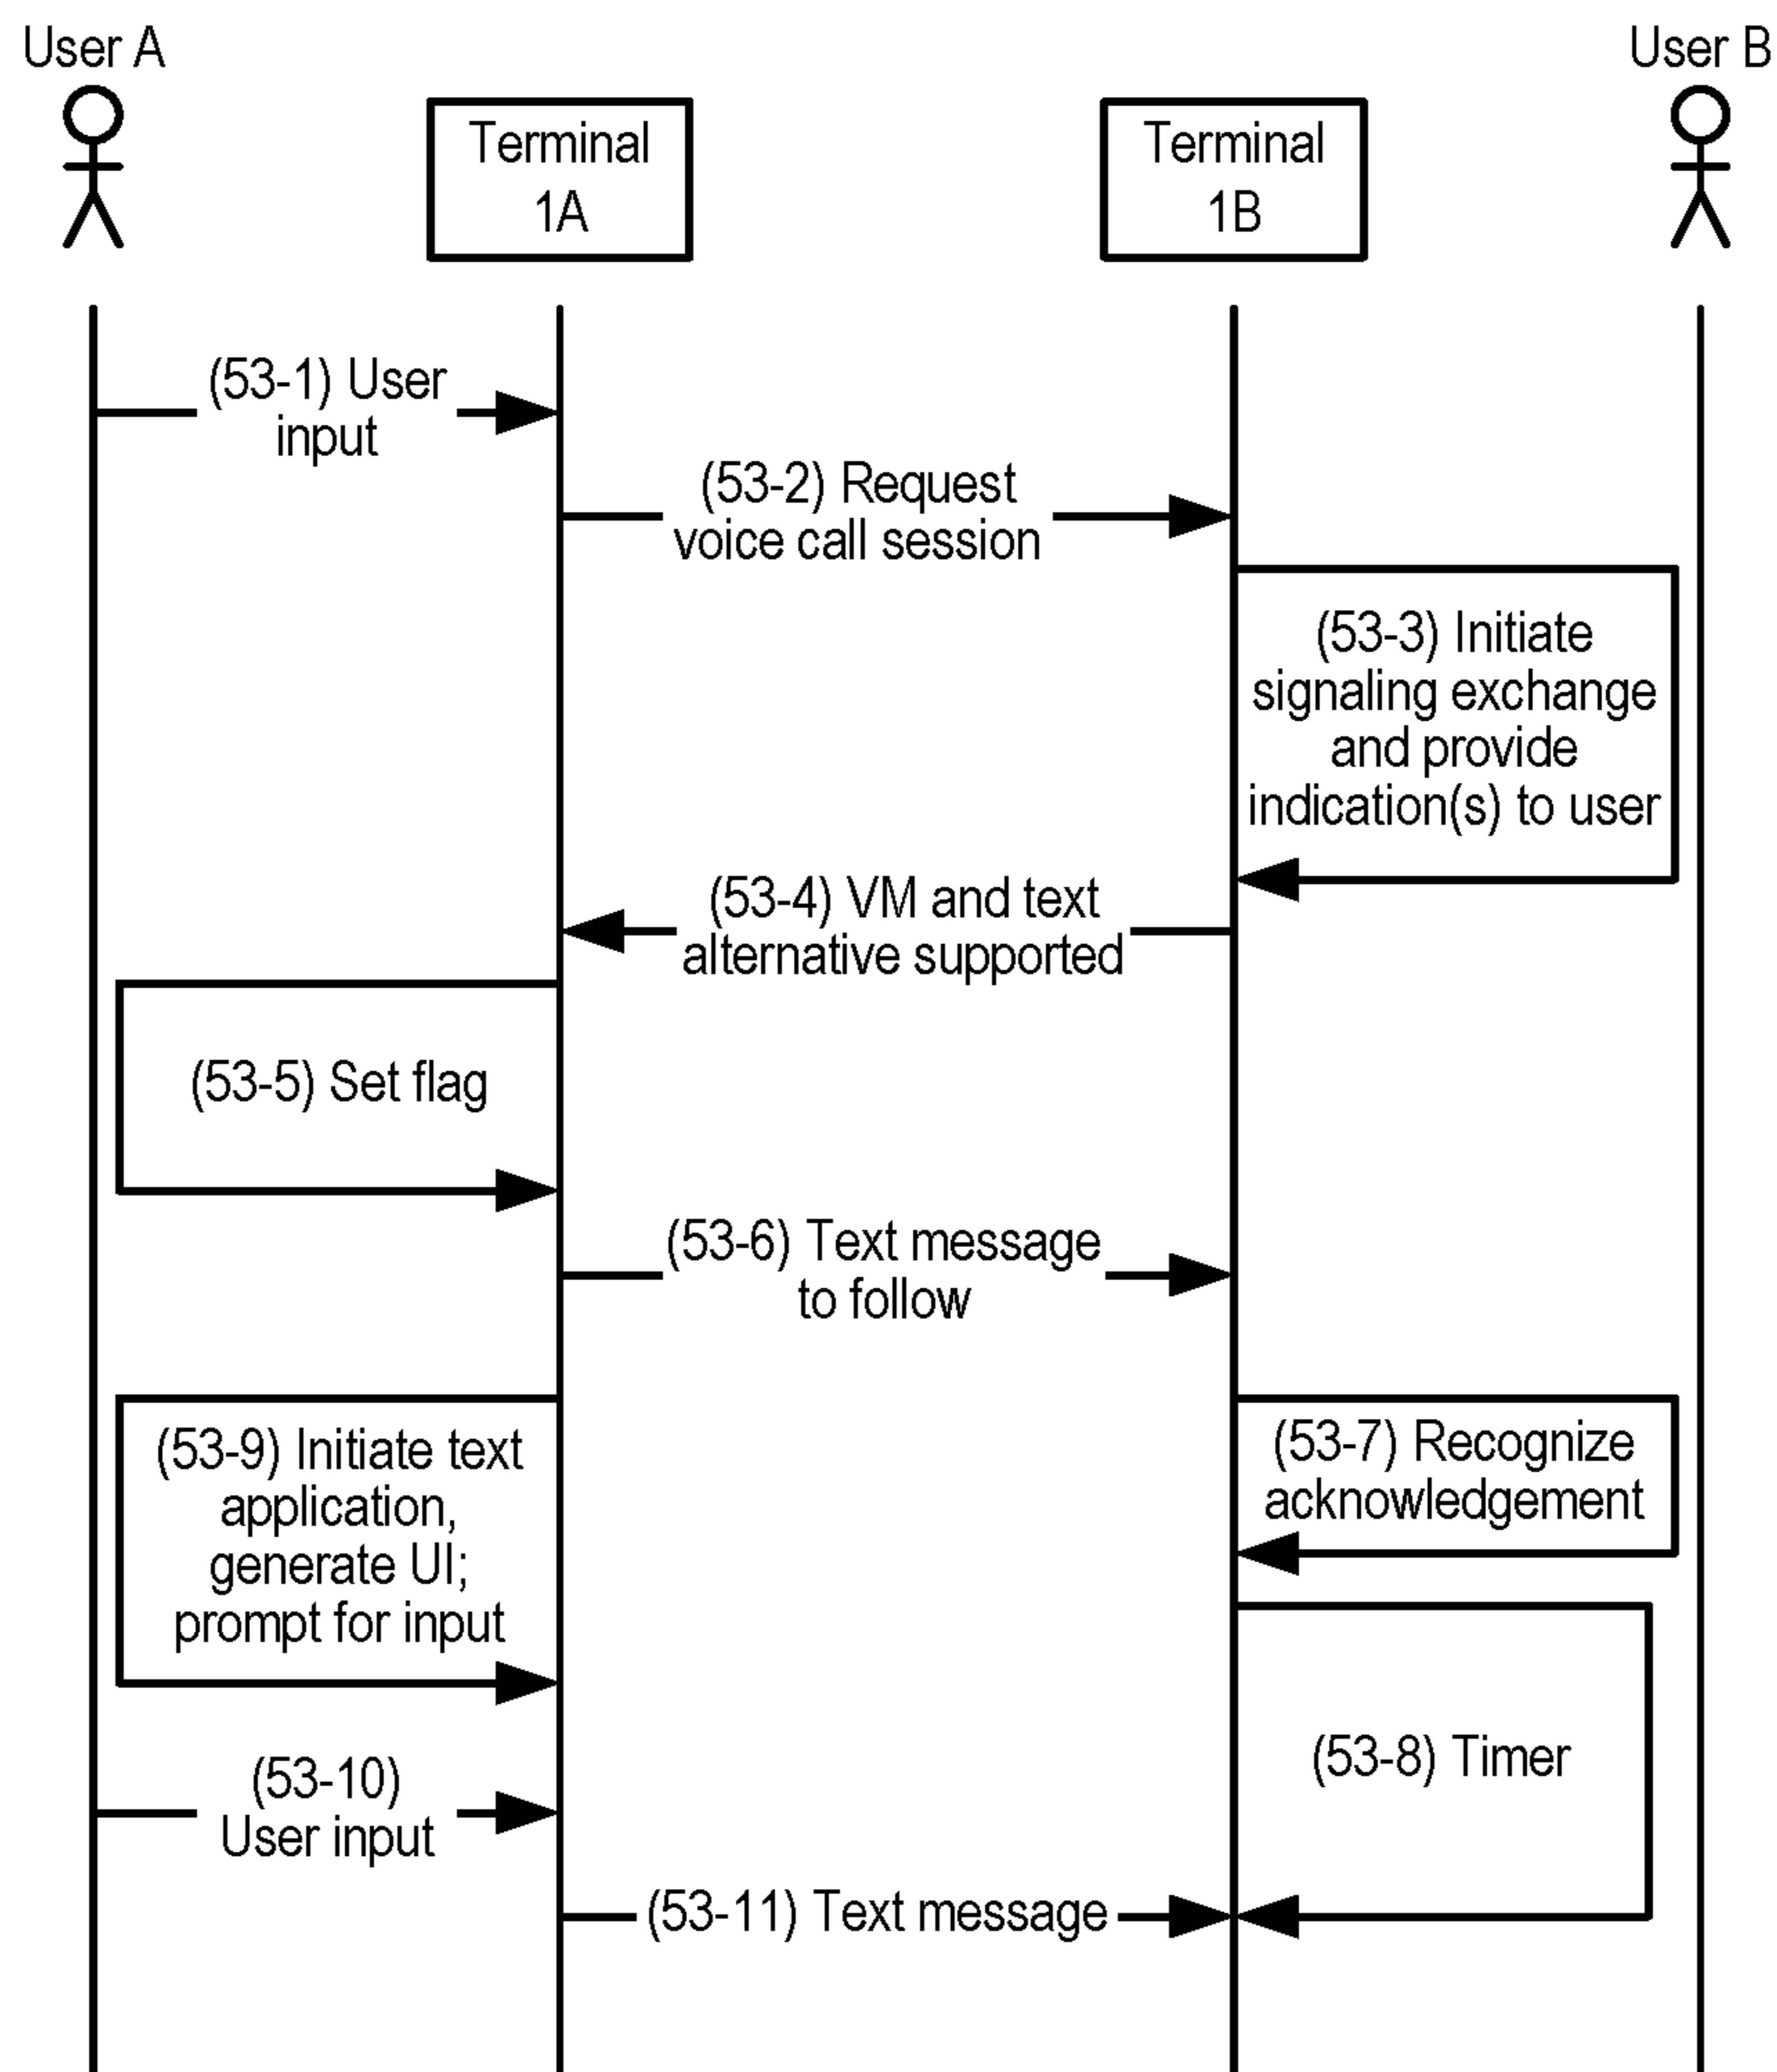 User A
User B
Terminal
1A
Terminal
1B
(53-1) User
input
(53-2) Request
voice call session
(53-3) Initiate
signaling exchange
and provide
indication(s) to user
(53-4) VM and text
alternative supported
(53-5) Set flag
(53-6) Text message
to follow
(53-7) Recognize
acknowledgement
(53-9) Initiate text
application,
generate UI;
prompt for input
(53-8) Timer
(53-10)
User input
(53-11) Text message